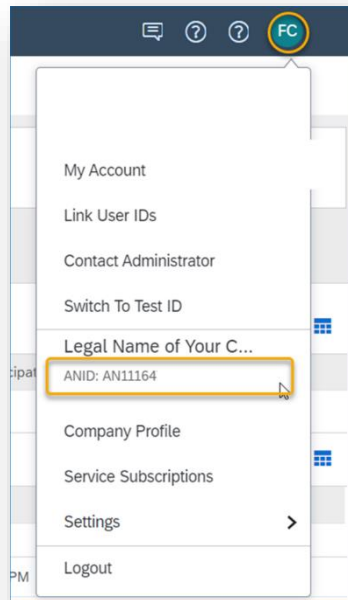 FC
My Account
Link User IDs
Contact Administrator
Switch To Test ID
Legal Name of Your C...
cipat
ANID: AN11164
Company Profile
Service Subscriptions
Settings
Logout
PM